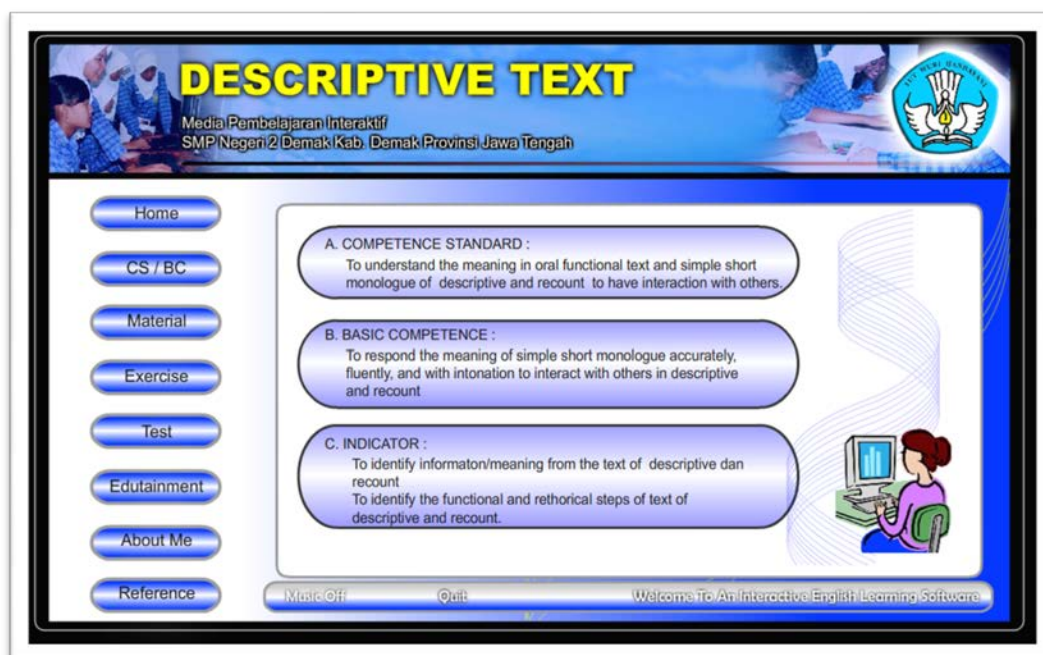 DESCRIPTIVE TEXT
Media Pembelajaran Interaktif
SMP Negeri 2 Demak Kab. Demak Provinsi Jawa Tengah
TUT WURI HANDAYANI
Home
CS / BC
Material
Exercise
Test
Edutainment
About Me
Reference
A. COMPETENCE STANDARD :
To understand the meaning in oral functional text and simple short
monologue of descriptive and recount to have interaction with others.
B. BASIC COMPETENCE :
To respond the meaning of simple short monologue accurately,
fluently, and with intonation to interact with others in descriptive
and recount
C. INDICATOR :
To identify informaton/meaning from the text of descriptive dan
recount
To identify the functional and rethorical steps of text of
descriptive and recount.
Music Off Quit Welcome To An Interactive English Learning Software